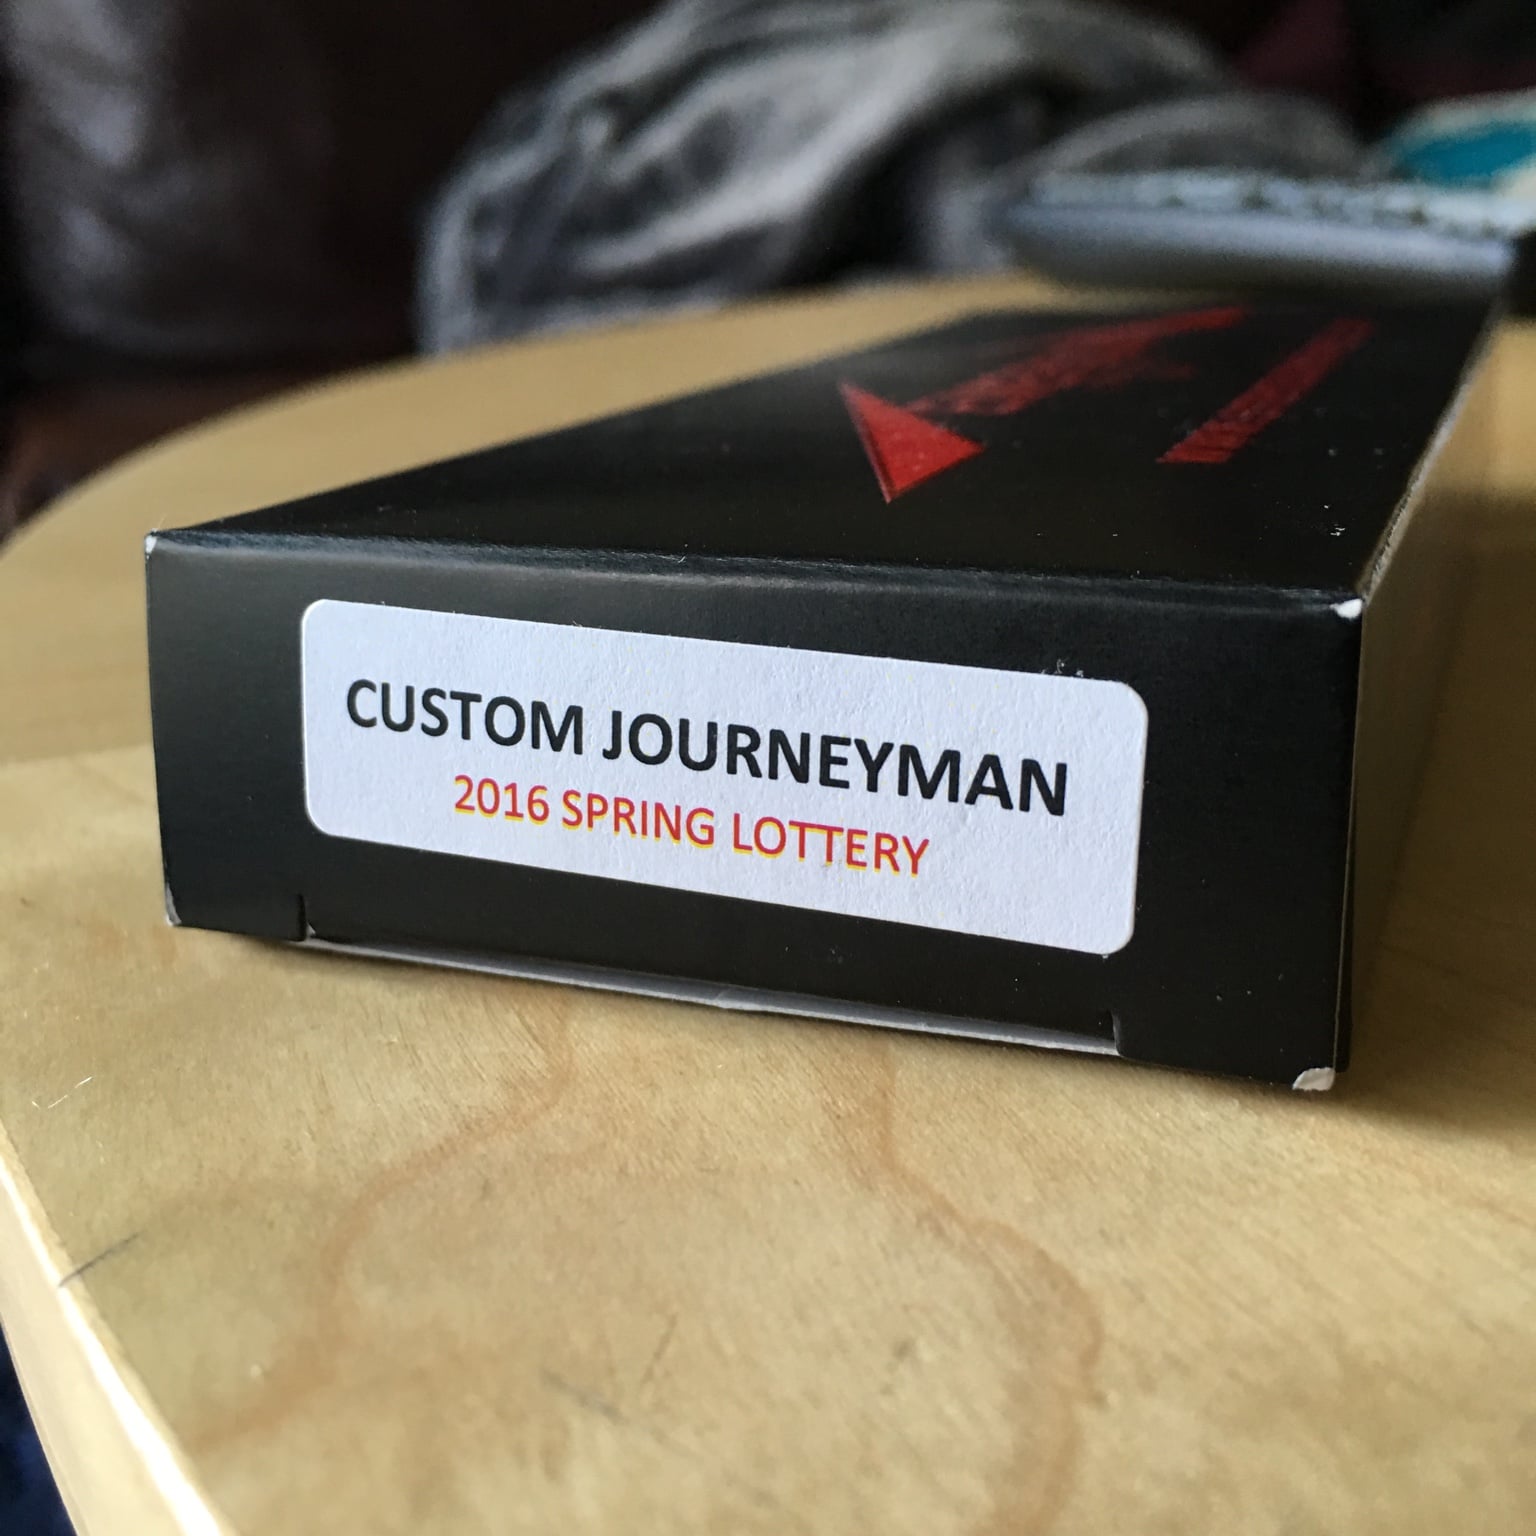 CUSTOM JOURNEYMAN
2016 SPRING LOTTERY